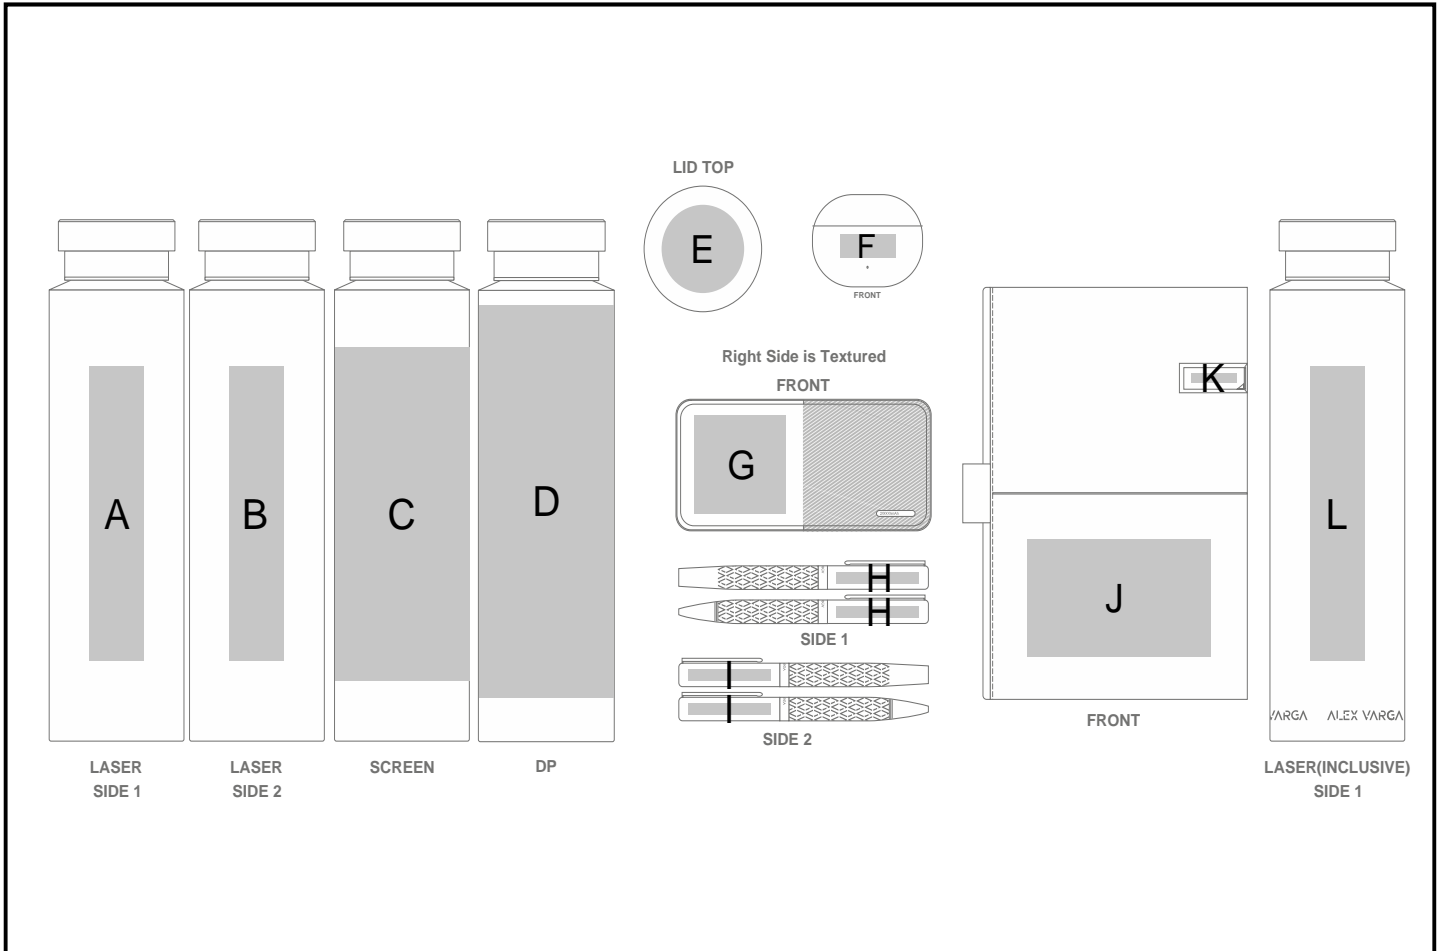 LID TOP
E
F
FRONT
Right Side is Textured
FRONT
G
K
A
B
C
D
L
H
H
SIDE 1
I
I
SIDE 2
J
FRONT
VARGA ALEX VARGA
LASER
SIDE 1
LASER
SIDE 2
SCREEN
DP
LASER(INCLUSIVE)
SIDE 1